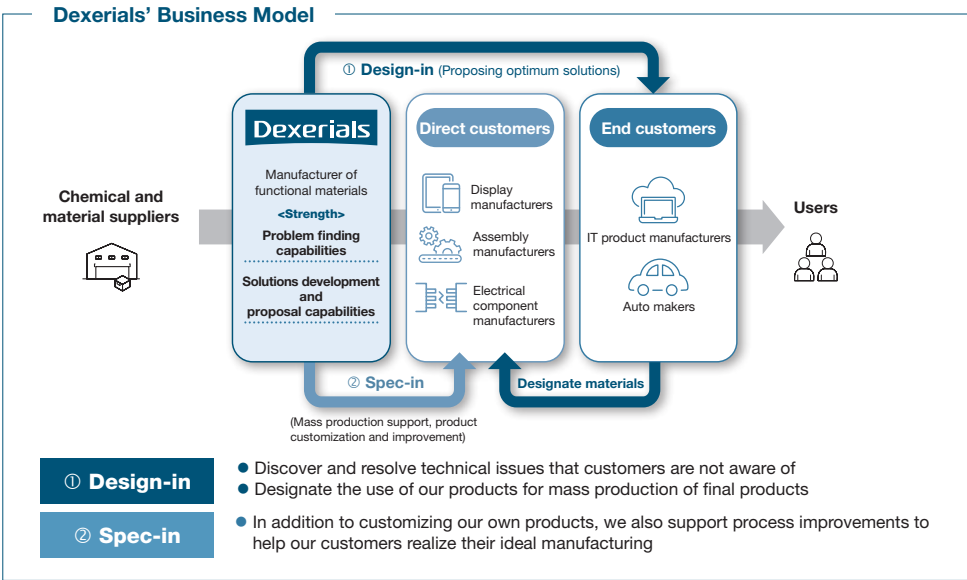 Dexerials' Business Model
① Design-in (Proposing optimum solutions)
Dexerials
Manufacturer of
functional materials
<Strength>
Problem finding
capabilities
Solutions development
and
proposal capabilities
Direct customers
Display
manufacturers
Assembly
manufacturers
Electrical
component
manufacturers
End customers
IT product manufacturers
Auto makers
Chemical and
material suppliers
Users
② Spec-in
(Mass production support, product
customization and improvement)
Designate materials
① Design-in
● Discover and resolve technical issues that customers are not aware of
● Designate the use of our products for mass production of final products
② Spec-in
● In addition to customizing our own products, we also support process improvements to
help our customers realize their ideal manufacturing